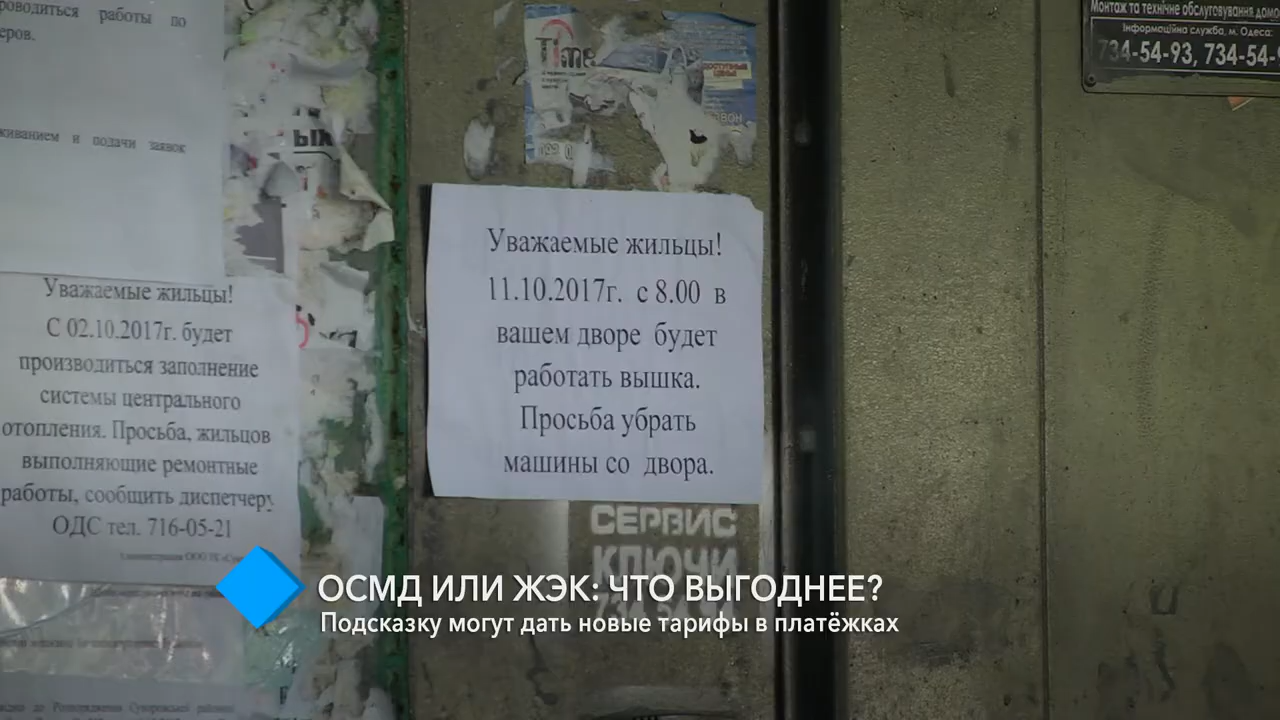 роводиться работы по
еров.
живанием и подачи заявок
Уважаемые жильцы!
С 02.10.2017г. будет
производиться заполнение
системы центрального
отопления. Просьба, жильцов
выполняющие ремонтные
работы, сообщить диспетчеру
ОДС тел. 716-05-21
ЫХ
Time
Уважаемые жильцы!
11.10.2017г. с 8.00 в
вашем дворе будет
работать вышка.
Просьба убрать
машины со двора.
СЕРВИС
КЛЮЧИ
Монтаж та технічне обслуговування домо
Інформаційна служба, м. Одеса:
734-54-93, 734-54-9
ОСМД ИЛИ ЖЭК: ЧТО ВЫГОДНЕЕ?
Подсказку могут дать новые тарифы в платёжках